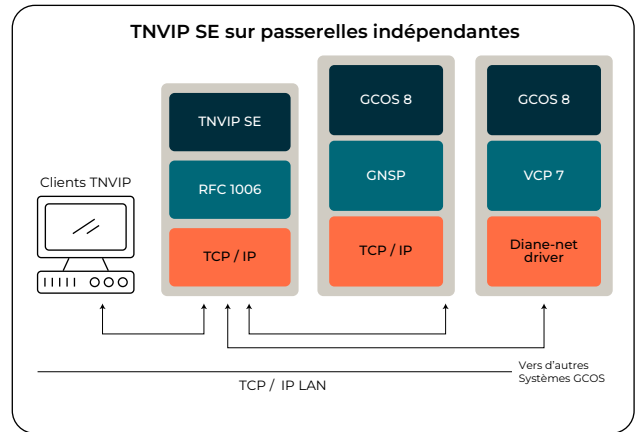 TNVIP SE sur passerelles indépendantes
Clients TNVIP
TNVIP SE
RFC 1006
TCP / IP
GCOS 8
GNSP
TCP / IP
GCOS 8
VCP 7
Diane-net
driver
TCP / IP LAN
Vers d'autres
Systèmes GCOS